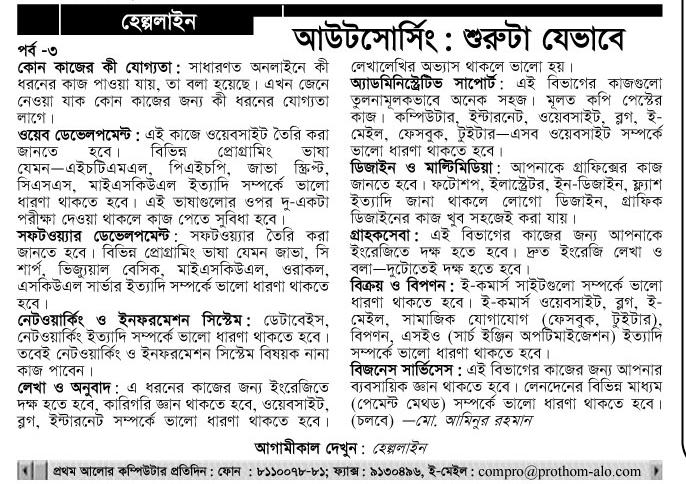 হেল্পলাইন
আউটসোর্সিং : শুরুটা যেভাবে
পর্ব -৩
কোন কাজের কী যোগ্যতা : সাধারণত অনলাইনে কী
ধরনের কাজ পাওয়া যায়, তা বলা হয়েছে। এখন জেনে
নেওয়া যাক কোন কাজের জন্য কী ধরনের যোগ্যতা
লাগে।
ওয়েব ডেভেলপমেন্ট : এই কাজে ওয়েবসাইট তৈরি করা
জানতে হবে। বিভিন্ন প্রোগ্রামিং ভাষা
যেমন—এইচটিএমএল, পিএইচপি, জাভা স্ক্রিপ্ট,
সিএসএস, মাইএসকিউএল ইত্যাদি সম্পর্কে ভালো
ধারণা থাকতে হবে। এই ভাষাগুলোর ওপর দু-একটা
পরীক্ষা দেওয়া থাকলে কাজ পেতে সুবিধা হবে।
সফটওয়্যার ডেভেলপমেন্ট : সফটওয়্যার তৈরি করা
জানতে হবে। বিভিন্ন প্রোগ্রামিং ভাষা যেমন জাভা, সি
শার্প, ভিজ্যুয়াল বেসিক, মাইএসকিউএল, ওরাকল,
এসকিউএল সার্ভার ইত্যাদি সম্পর্কে ভালো ধারণা থাকতে
হবে।
নেটওয়ার্কিং ও ইনফরমেশন সিস্টেম : ডেটাবেইস,
নেটওয়ার্কিং ইত্যাদি সম্পর্কে ভালো ধারণা থাকতে হবে।
তবেই নেটওয়ার্কিং ও ইনফরমেশন সিস্টেম বিষয়ক নানা
কাজ পাবেন।
লেখা ও অনুবাদ : এ ধরনের কাজের জন্য ইংরেজিতে
দক্ষ হতে হবে, কারিগরি জ্ঞান থাকতে হবে, ওয়েবসাইট,
ব্লগ, ইন্টারনেট সম্পর্কে ভালো ধারণা থাকতে হবে।
লেখালেখির অভ্যাস থাকলে ভালো হয়।
অ্যাডমিনিস্ট্রেটিভ সাপোর্ট : এই বিভাগের কাজগুলো
তুলনামূলকভাবে অনেক সহজ। মূলত কপি পেস্টের
কাজ। কম্পিউটার, ইন্টারনেট, ওয়েবসাইট, ব্লগ, ই-
মেইল, ফেসবুক, টুইটার—এসব ওয়েবসাইট সম্পর্কে
ভালো ধারণা থাকতে হবে।
ডিজাইন ও মাল্টিমিডিয়া : আপনাকে গ্রাফিক্সের কাজ
জানতে হবে। ফটোশপ, ইলাস্ট্রেটর, ইন-ডিজাইন, ফ্ল্যাশ
ইত্যাদি জানা থাকলে লোগো ডিজাইন, গ্রাফিক
ডিজাইনের কাজ খুব সহজেই করা যায়।
গ্রাহকসেবা : এই বিভাগের কাজের জন্য আপনাকে
ইংরেজিতে দক্ষ হতে হবে। দ্রুত ইংরেজি লেখা ও
বলা—দুটোতেই দক্ষ হতে হবে।
বিক্রয় ও বিপণন : ই-কমার্স সাইটগুলো সম্পর্কে ভালো
ধারণা থাকতে হবে। ই-কমার্স ওয়েবসাইট, ব্লগ, ই-
মেইল, সামাজিক যোগাযোগ (ফেসবুক, টুইটার),
বিপণন, এসইও (সার্চ ইঞ্জিন অপটিমাইজেশন) ইত্যাদি
সম্পর্কে ভালো ধারণা থাকতে হবে।
বিজনেস সার্ভিসেস : এই বিভাগের কাজের জন্য আপনার
ব্যবসায়িক জ্ঞান থাকতে হবে। লেনদেনের বিভিন্ন মাধ্যম
(পেমেন্ট মেথড) সম্পর্কে ভালো ধারণা থাকতে হবে।
(চলবে) —মো. আমিনুর রহমান
আগামীকাল দেখুন : হেল্পলাইন
প্রথম আলোর কম্পিউটার প্রতিদিন : ফোন : ৮১১০০৭৮-৮১; ফ্যাক্স : ৯১৩০৪৯৬, ই-মেইল : compro@prothom-alo.com